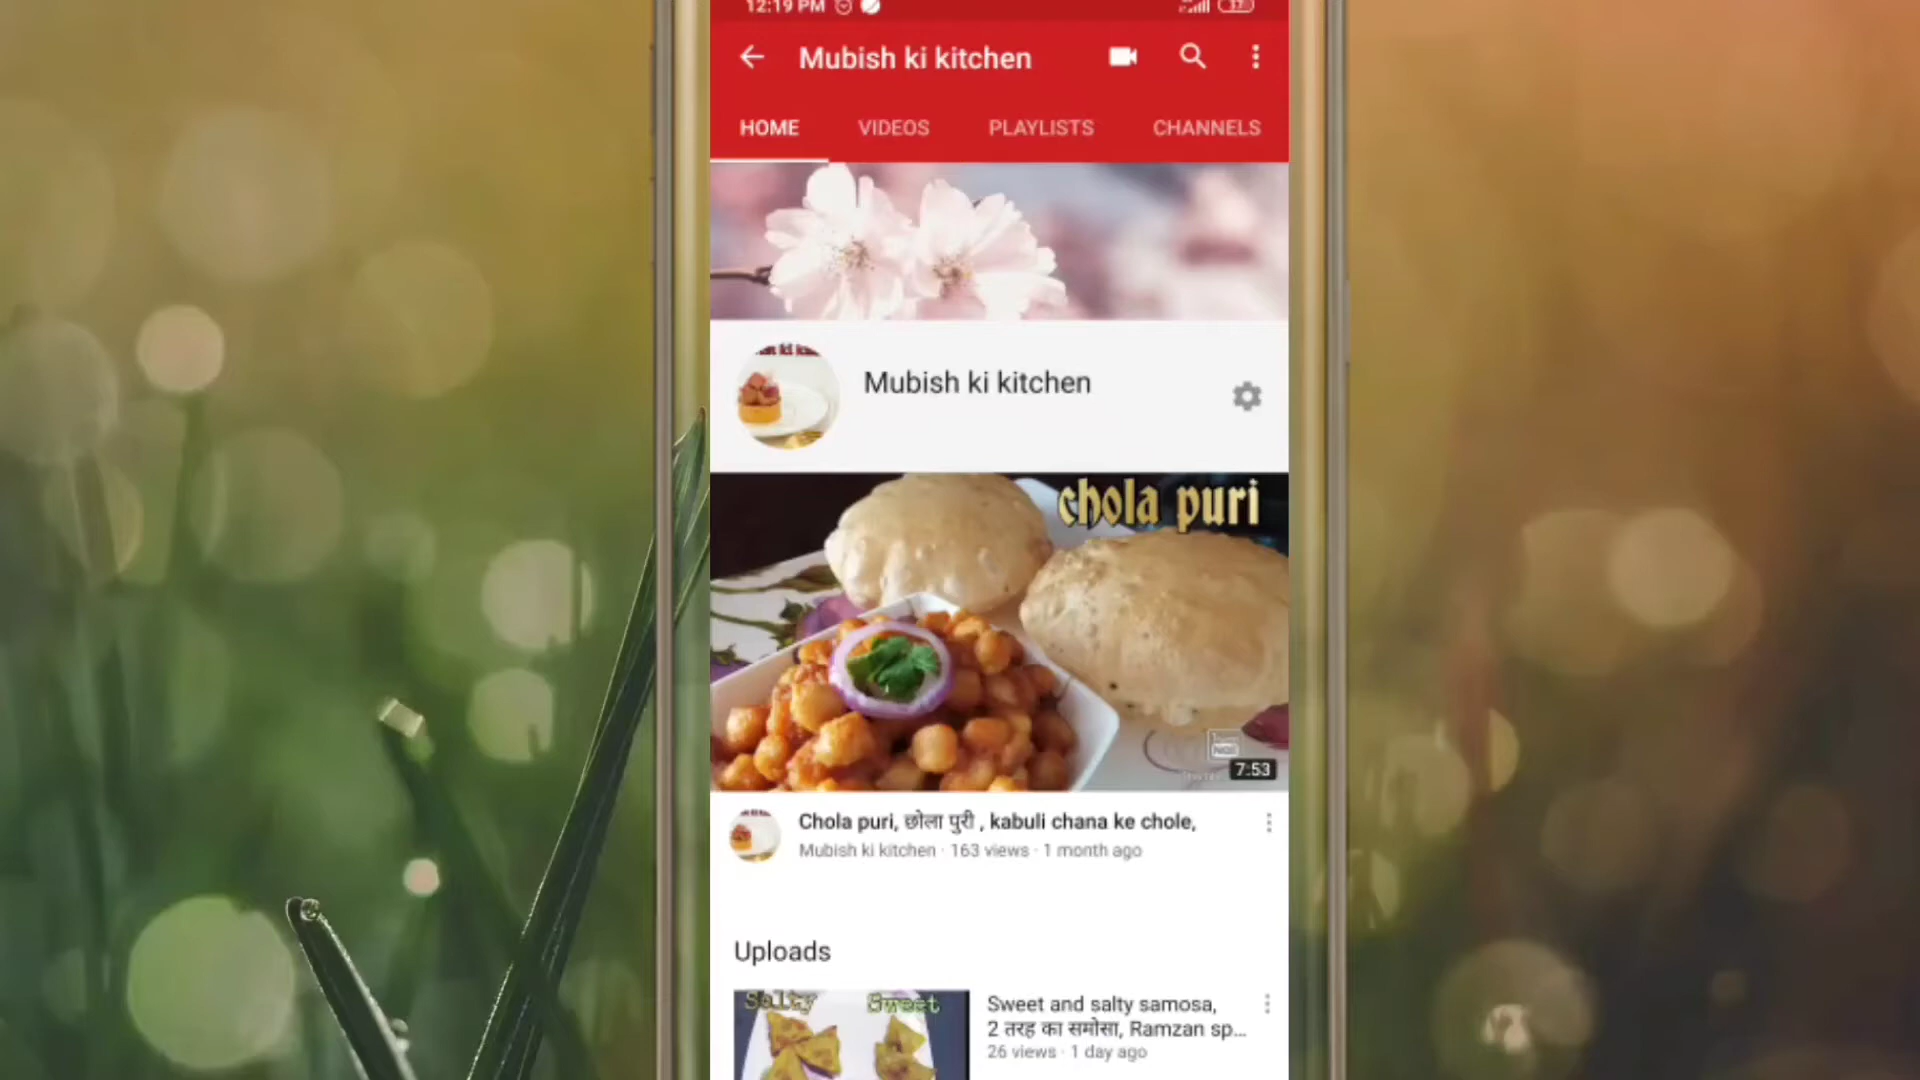 12:19 PM
37
Mubish ki kitchen
HOME VIDEOS PLAYLISTS CHANNELS
Mubish ki kitchen
chola puri
7:53
Chola puri, छोला पुरी , kabuli chana ke chole,
Mubish ki kitchen · 163 views · 1 month ago
Uploads
Salty Sweet
Sweet and salty samosa,
2 तरह का समोसा, Ramzan sp...
26 views · 1 day ago